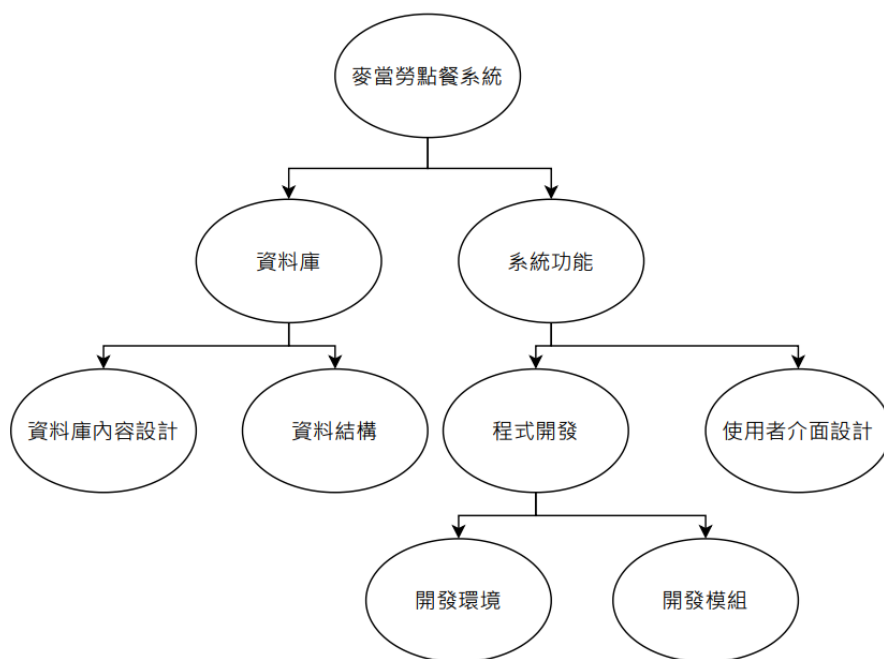 麥當勞點餐系統
資料庫
系統功能
資料庫內容設計
資料結構
程式開發
使用者介面設計
開發環境
開發模組